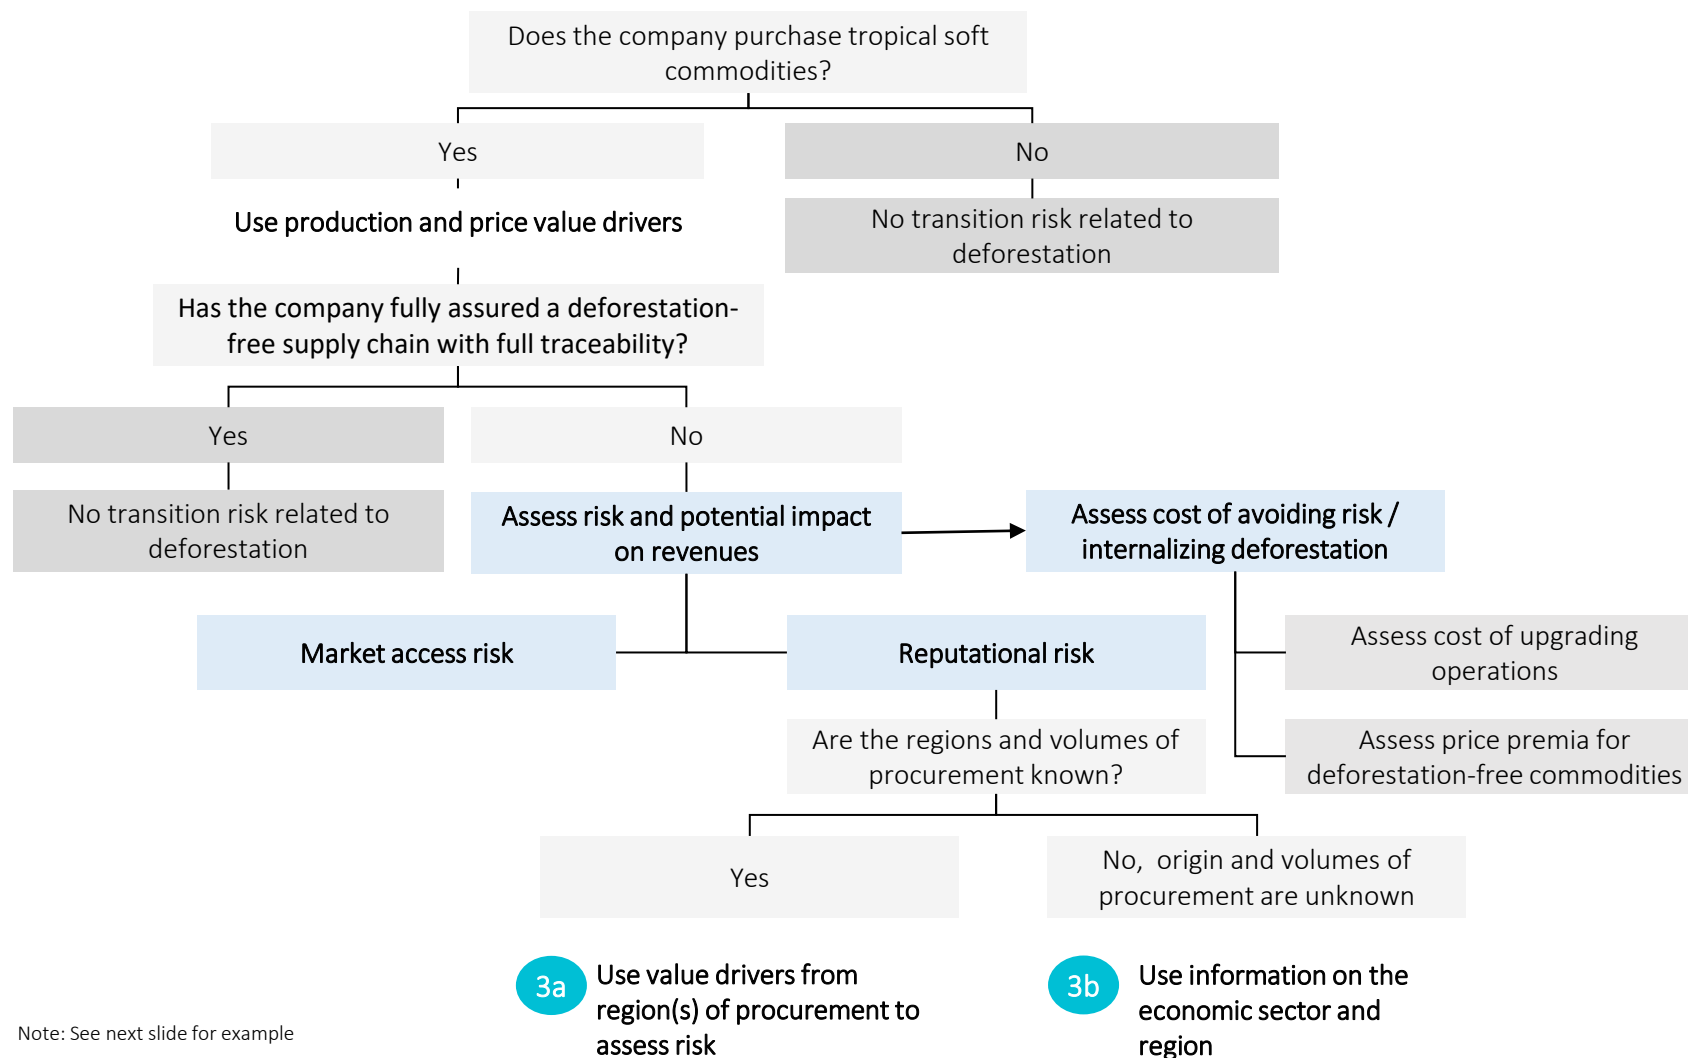 Does the company purchase tropical soft
commodities?
Yes
No
Use production and price value drivers
No transition risk related to
deforestation
Has the company fully assured a deforestation-
free supply chain with full traceability?
Yes
No
No transition risk related to
deforestation
Assess risk and potential impact
on revenues
Assess cost of avoiding risk /
internalizing deforestation
Market access risk
Reputational risk
Assess cost of upgrading
operations
Are the regions and volumes of
procurement known?
Assess price premia for
deforestation-free commodities
Yes
No,  origin and volumes of
procurement are unknown
3a
Use value drivers from
region(s) of procurement to
assess risk
3b
Use information on the
economic sector and
region
Note: See next slide for example